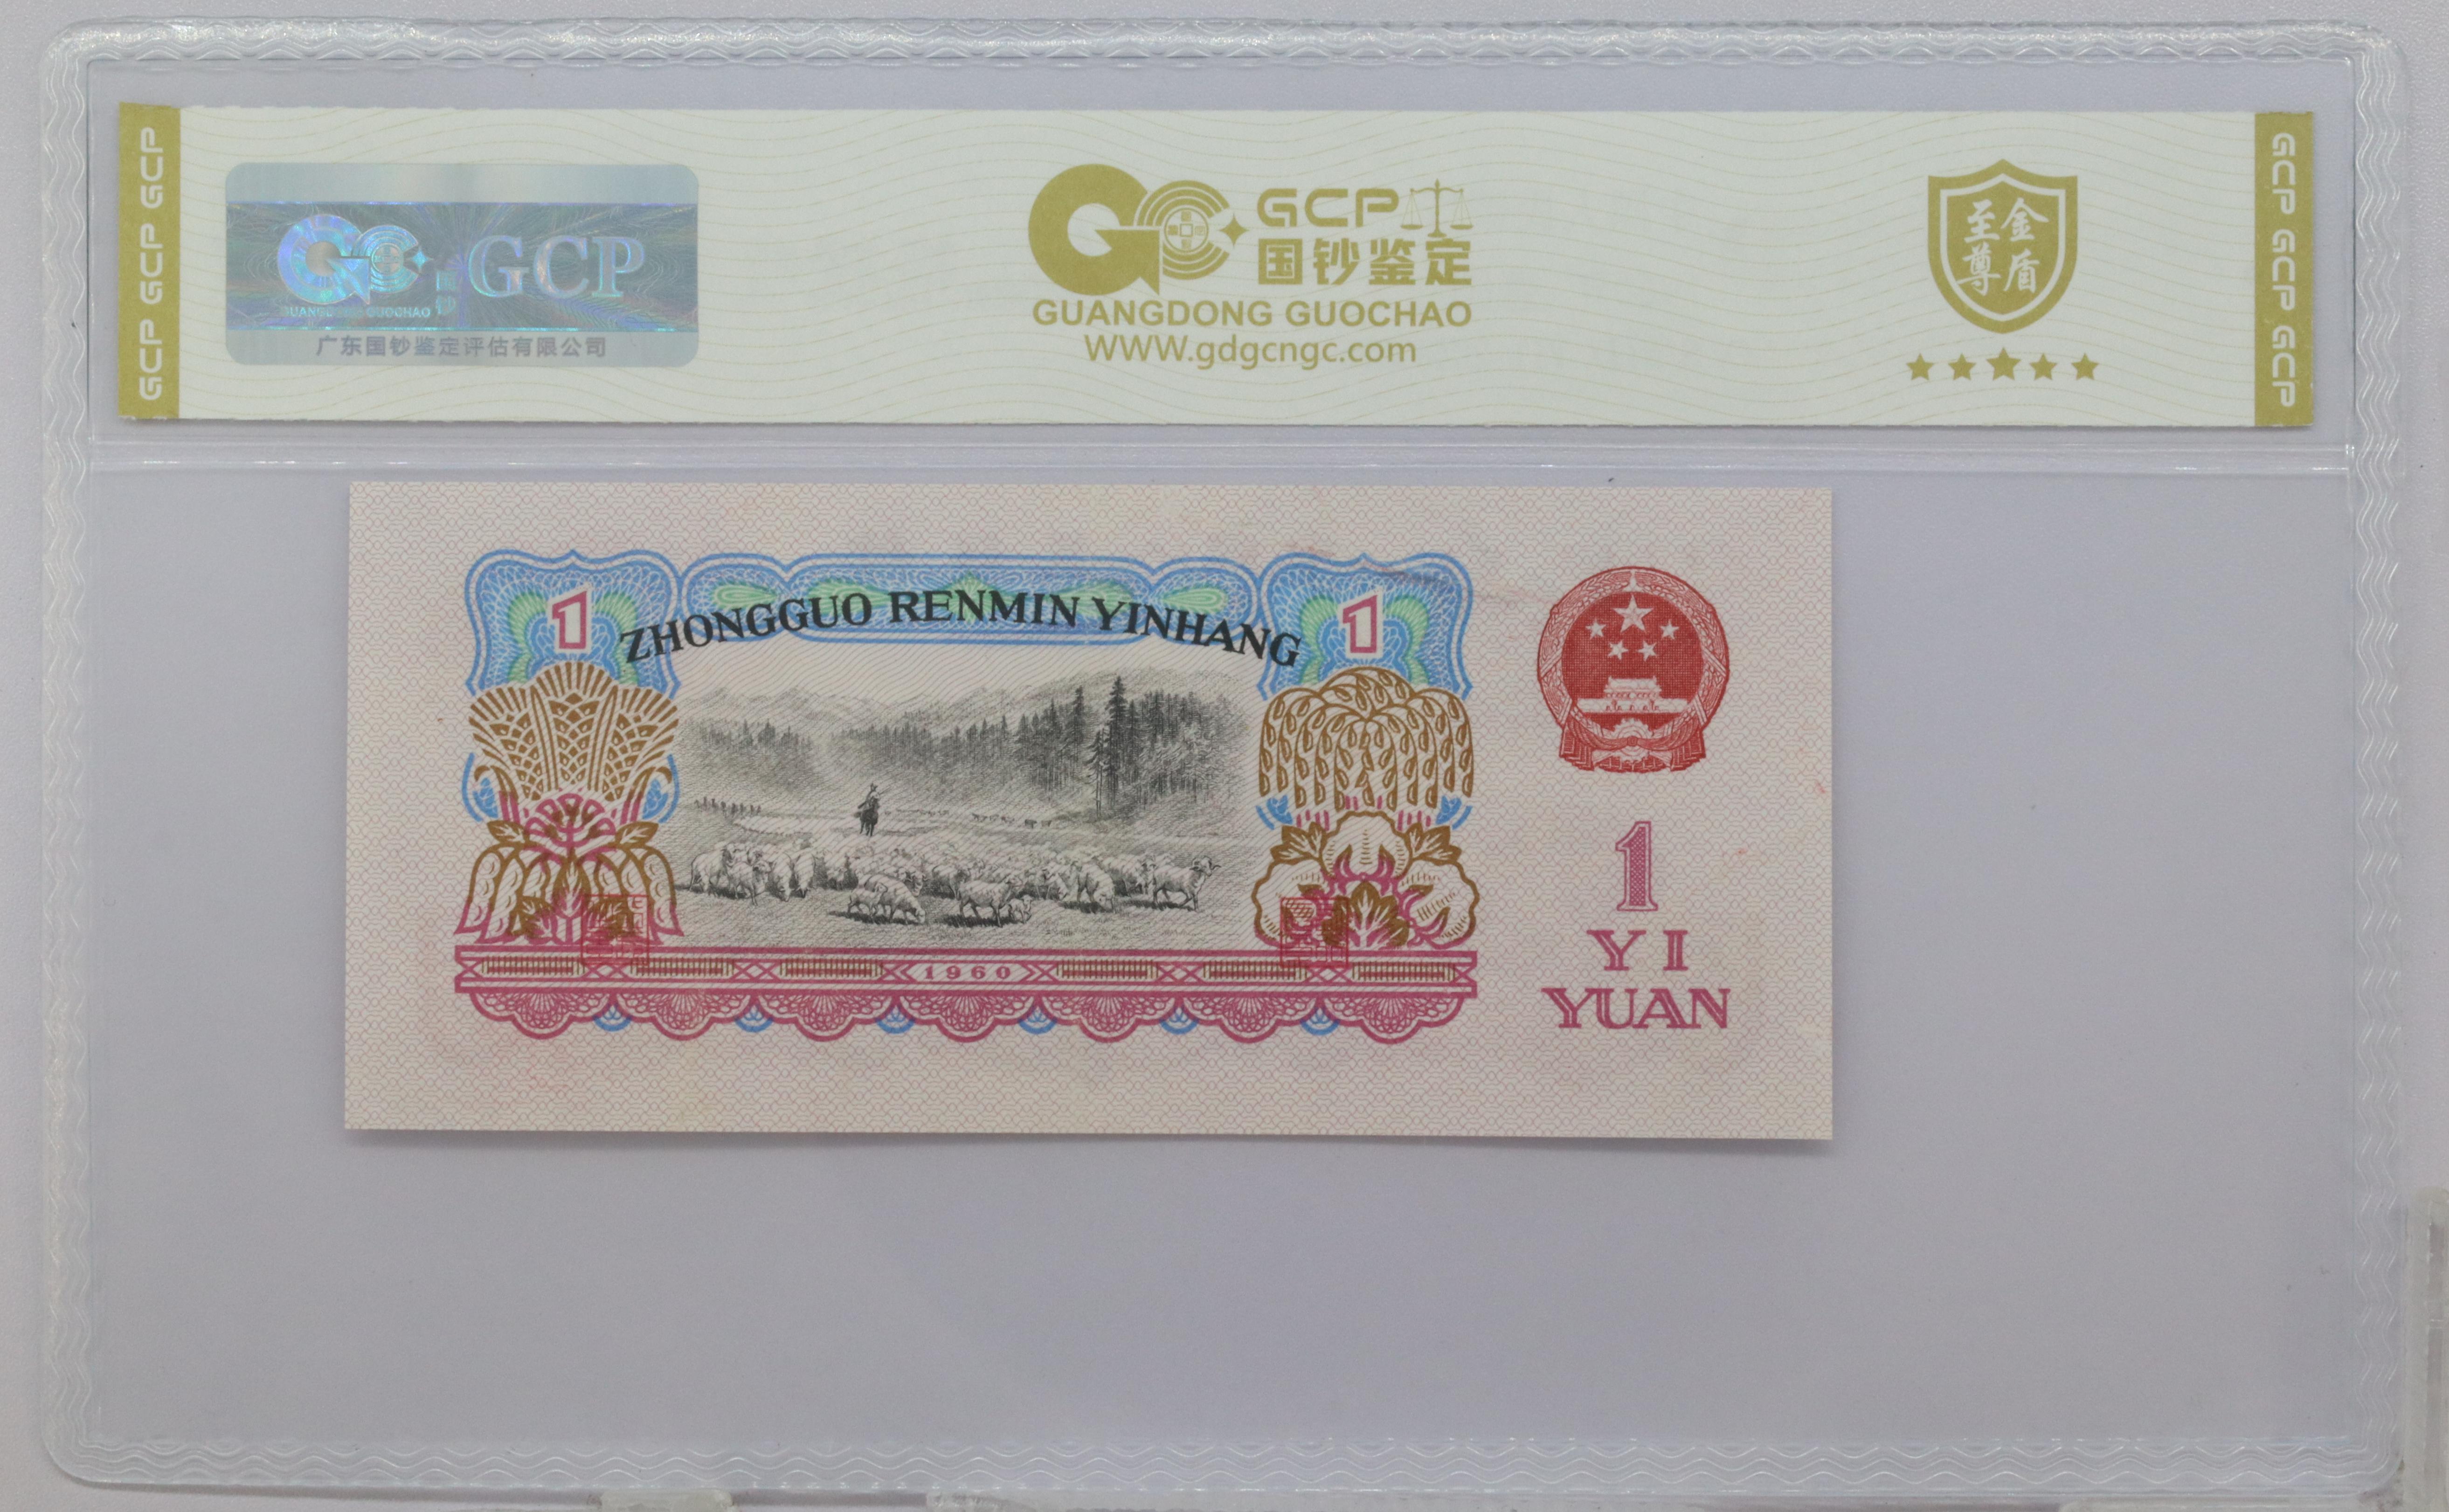 GCP GCP GCP
GCP
GUANGDONG GUOCHAO
广东国钞鉴定评估有限公司
GCP
国钞鉴定
GUANGDONG GUOCHAO
WWW.gdgcngc.com
至尊
金盾
GCP GCP GCP
1
ZHONGGUO RENMIN YINHANG
1
1960
1
YI
YUAN